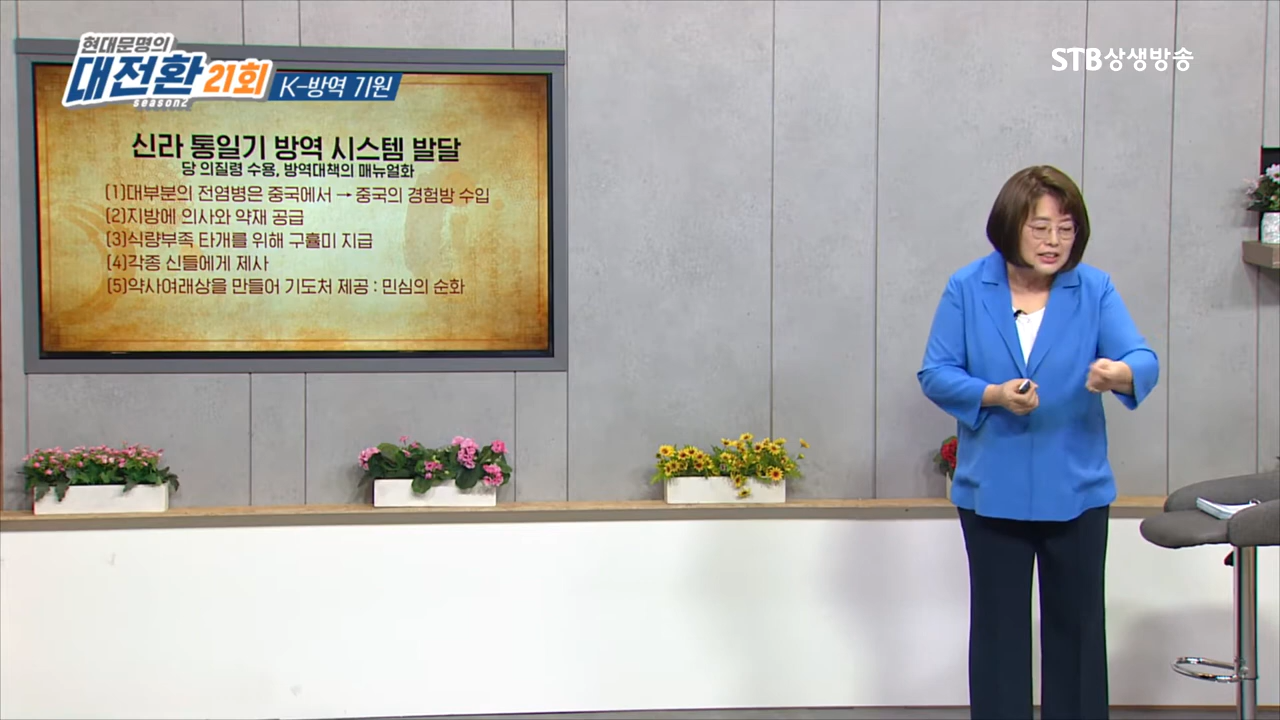 현대문명의
대전환 21회 K-방역 기원
season2
STB상생방송
신라 통일기 방역 시스템 발달
당 의질령 수용, 방역대책의 매뉴얼화
(1)대부분의 전염병은 중국에서 → 중국의 경험방 수입
(2)지방에 의사와 약재 공급
(3)식량부족 타개를 위해 구휼미 지급
(4)각종 신들에게 제사
(5)약사여래상을 만들어 기도처 제공 : 민심의 순화